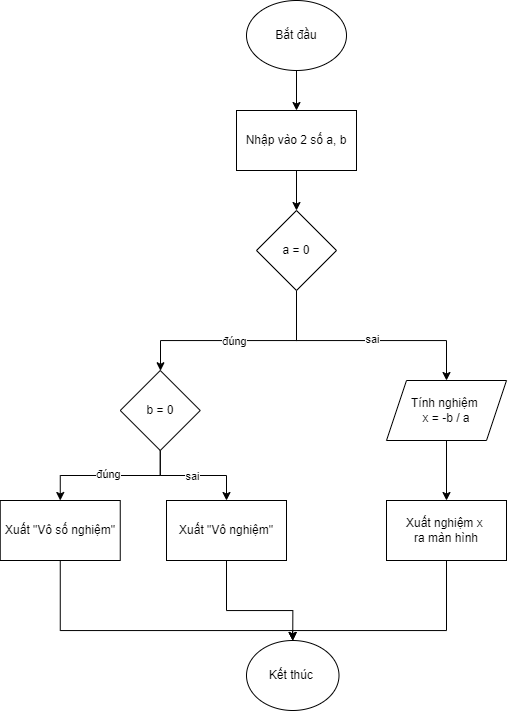 Bắt đầu
Nhập vào 2 số a, b
a = 0
đúng
sai
b = 0
Tính nghiệm
x = -b / a
đúng
sai
Xuất "Vô số nghiệm"
Xuất "Vô nghiệm"
Xuất nghiệm x
ra màn hình
Kết thúc